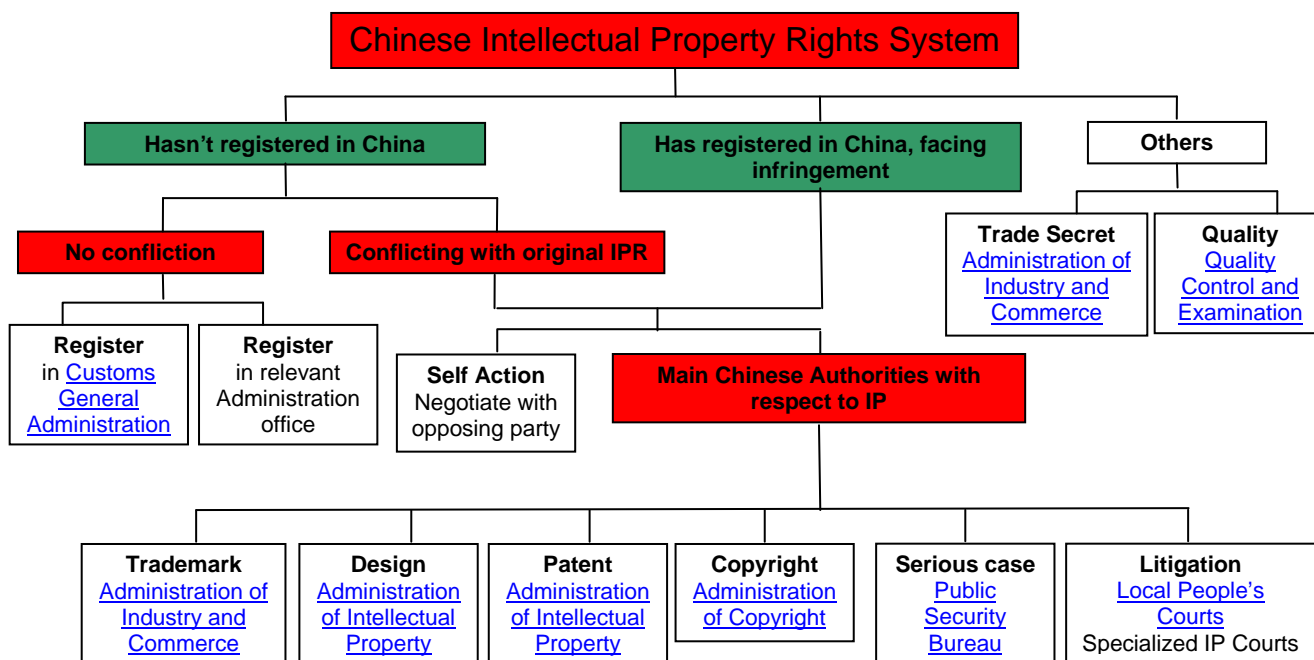 Chinese Intellectual Property Rights System
Hasn't registered in China
Has registered in China, facing
infringement
Others
No confliction
Conflicting with original IPR
Trade Secret
Administration of
Industry and
Commerce
Quality
Quality
Control and
Examination
Register
in Customs
General
Administration
Register
in relevant
Administration
office
Self Action
Negotiate with
opposing party
Main Chinese Authorities with
respect to IP
Trademark
Administration of
Industry and
Commerce
Design
Administration
of Intellectual
Property
Patent
Administration
of Intellectual
Property
Copyright
Administration
of Copyright
Serious case
Public
Security
Bureau
Litigation
Local People's
Courts
Specialized IP Courts